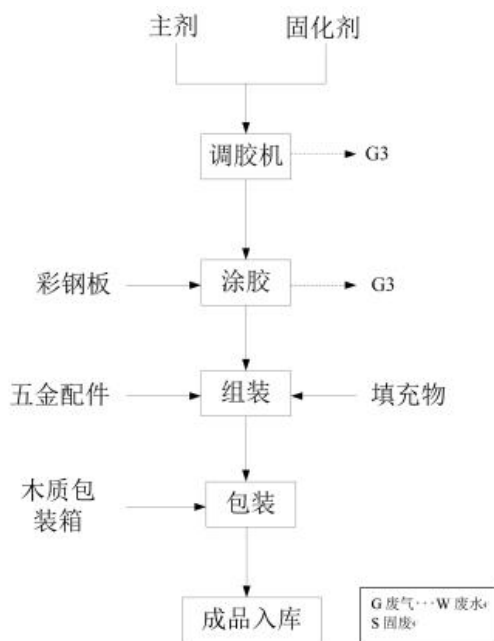 主剂
固化剂
调胶机
G3
彩钢板
涂胶
G3
五金配件
组装
填充物
木质包
装箱
包装
成品入库
G 废气···W 废水
S 固废